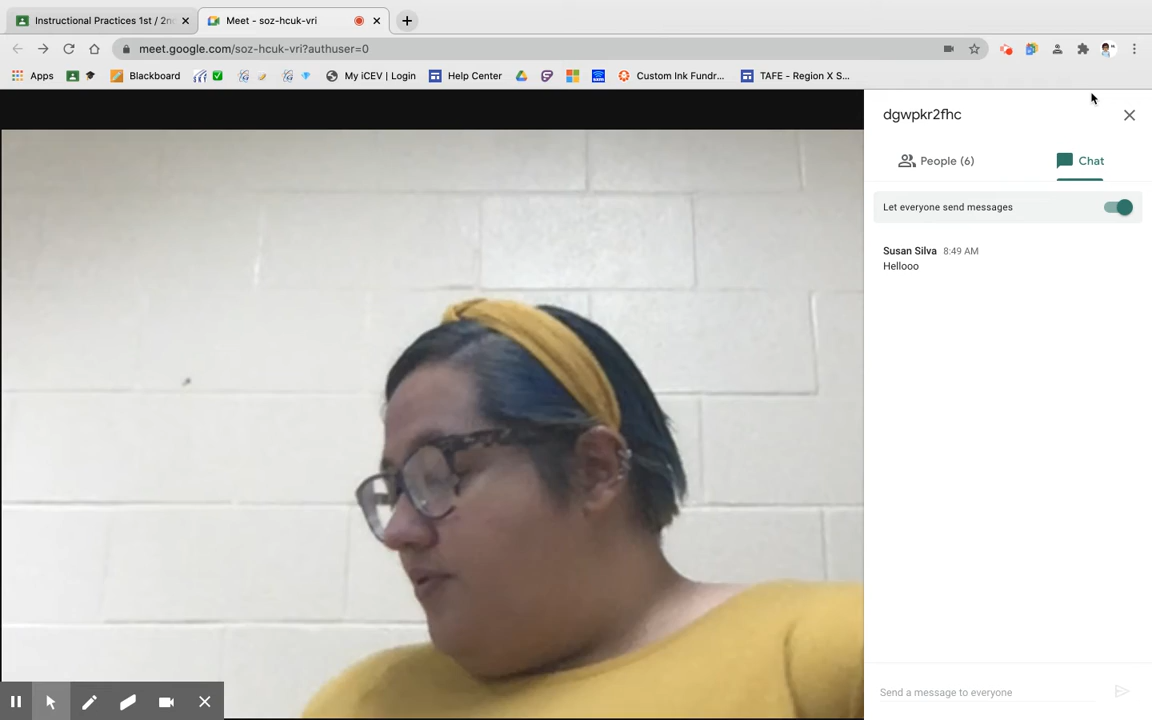 Instructional Practices 1st / 2n
Meet - soz-hcuk-vri
meet.google.com/soz-hcuk-vri?authuser=0
Apps
Blackboard
My iCEV | Login
Help Center
Custom Ink Fundr...
TAFE - Region X S...
dgwpkr2fhc
People (6)
Chat
Let everyone send messages
Susan Silva 8:49 AM
Hellooo
Send a message to everyone